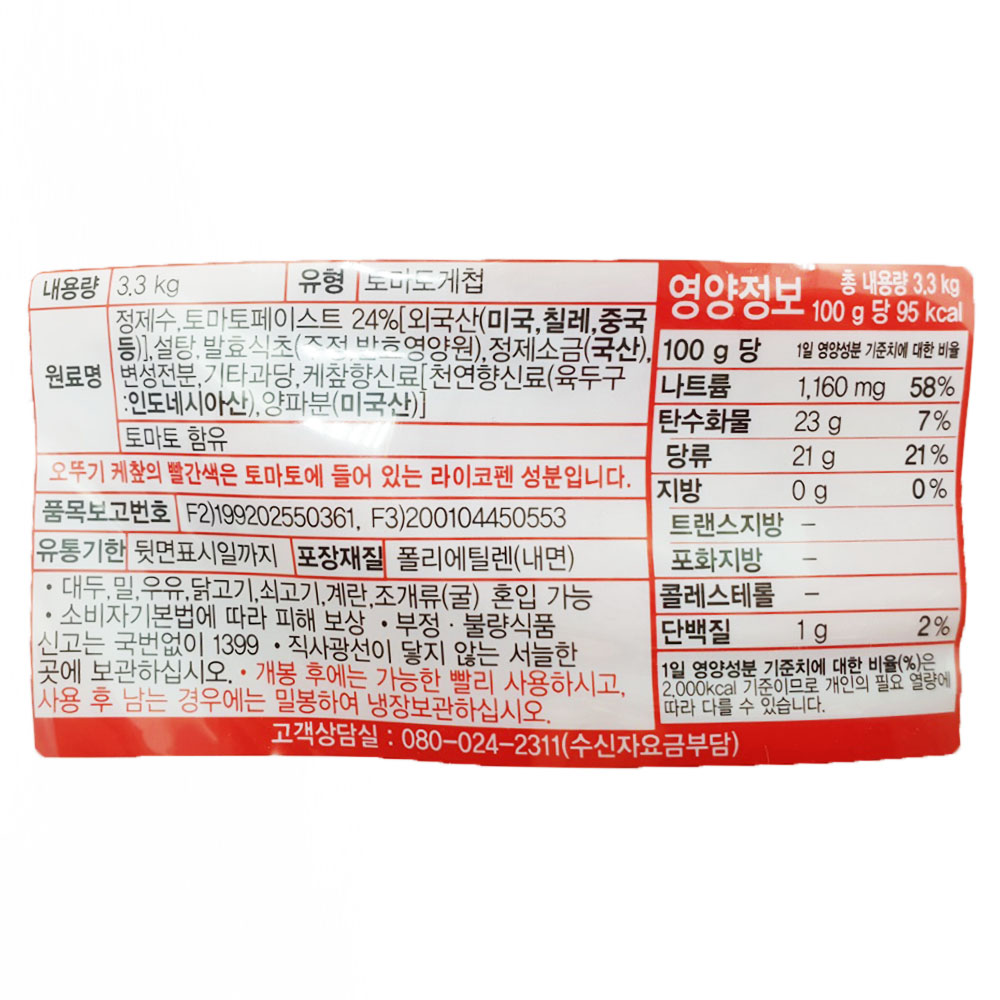 내용량 3.3 kg 유형 토마토케첩
원료명
정제수,토마토페이스트 24%[외국산(미국,칠레,중국
등)],설탕,발효식초(주정,발효영양원),정제소금(국산),
변성전분,기타과당,케챂향신료[천연향신료(육두구
:인도네시아산),양파분(미국산)]
토마토 함유
오뚜기 케챂의 빨간색은 토마토에 들어 있는 라이코펜 성분입니다.
품목보고번호 F2)199202550361, F3)200104450553
유통기한 뒷면표시일까지 포장재질 폴리에틸렌(내면)
• 대두,밀,우유,닭고기,쇠고기,계란,조개류(굴) 혼입 가능
• 소비자기본법에 따라 피해 보상 • 부정 · 불량식품
신고는 국번없이 1399 • 직사광선이 닿지 않는 서늘한
곳에 보관하십시오. • 개봉 후에는 가능한 빨리 사용하시고,
사용 후 남는 경우에는 밀봉하여 냉장보관하십시오.
영양정보 총 내용량 3.3 kg
100 g 당 95 kcal
100 g 당 1일 영양성분 기준치에 대한 비율
나트륨 1,160 mg 58%
탄수화물 23 g 7%
당류 21 g 21%
지방 0 g 0%
트랜스지방 –
포화지방 –
콜레스테롤 –
단백질 1 g 2%
1일 영양성분 기준치에 대한 비율(%)은
2,000kcal 기준이므로 개인의 필요 열량에
따라 다를 수 있습니다.
고객상담실 : 080-024-2311(수신자요금부담)